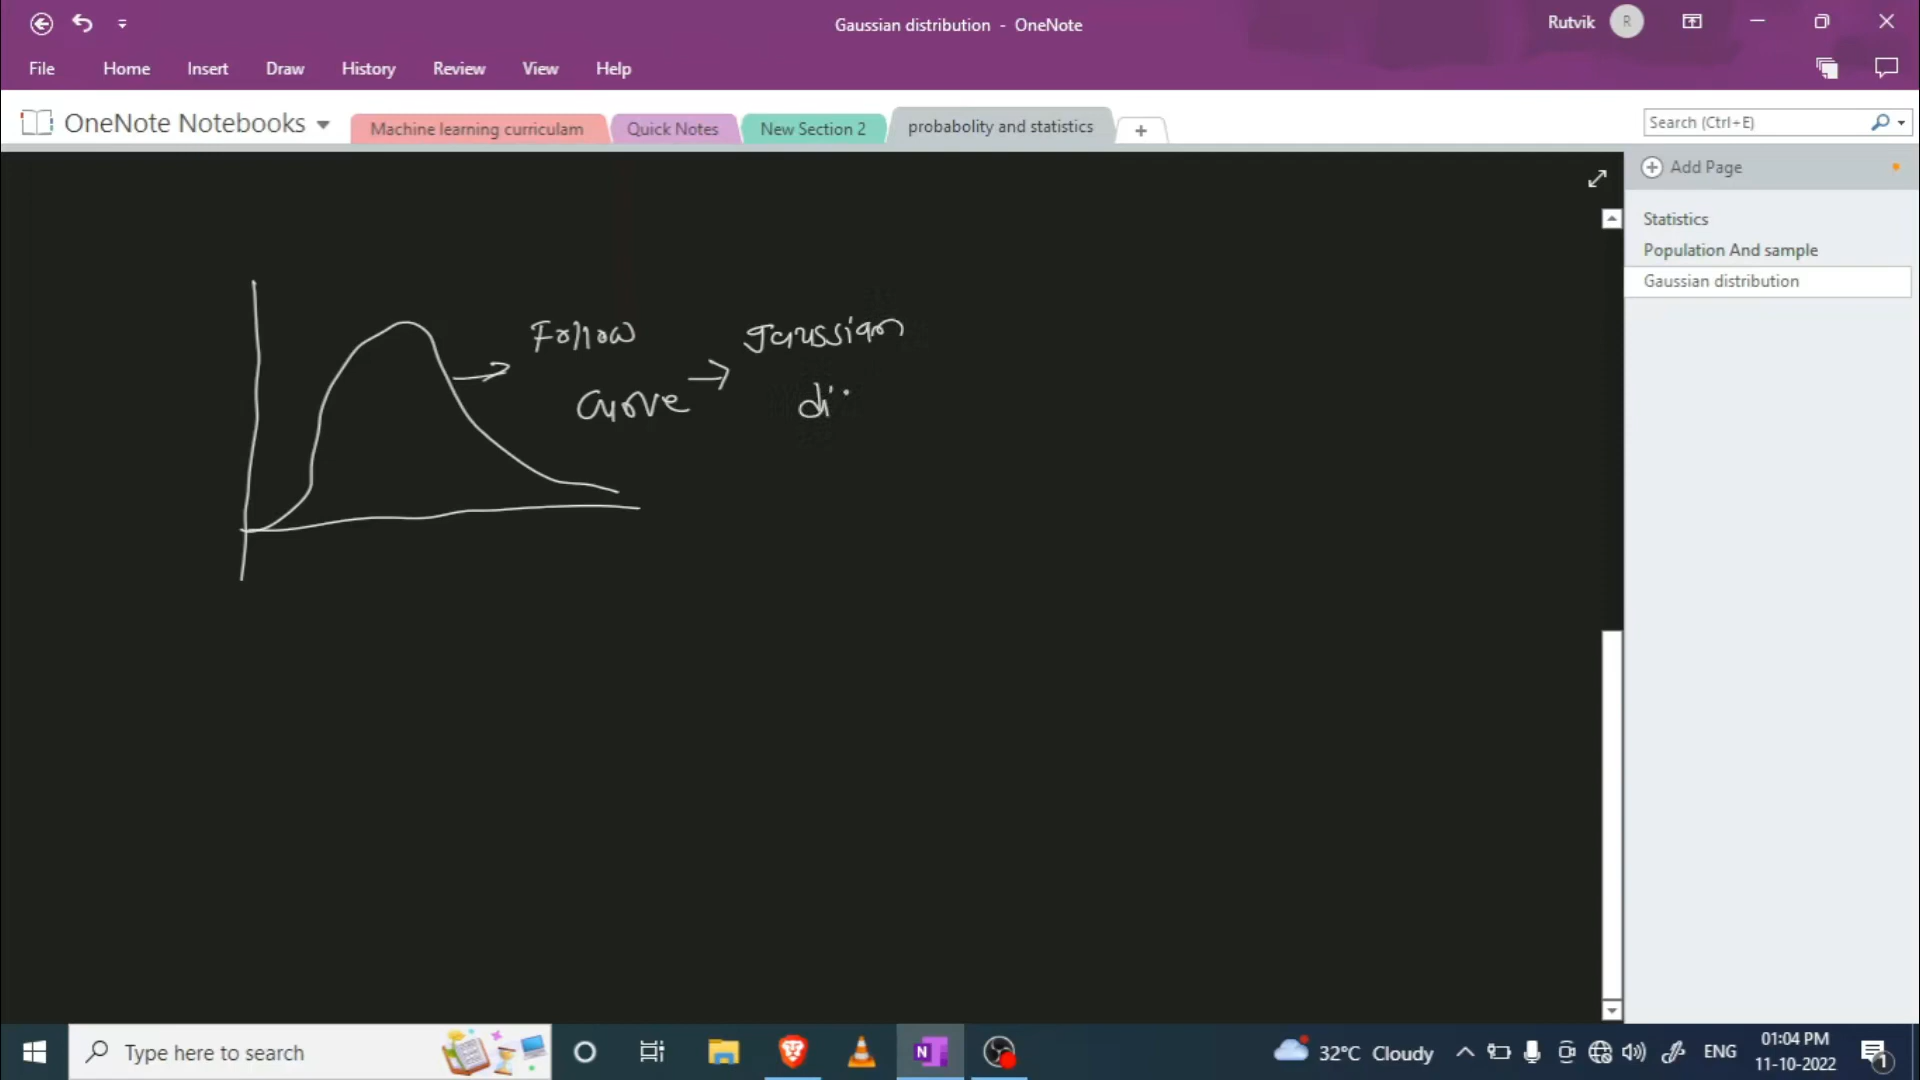 Gaussian distribution - OneNote
Rutvik
R
File Home Insert Draw History Review View Help
OneNote Notebooks
Machine learning curriculam
Quick Notes
New Section 2
probabolity and statistics
+
Search (Ctrl+E)
Add Page
Statistics
Population And sample
Gaussian distribution
Follow
Curve
gaussian
di
Type here to search
N
32°C Cloudy
ENG
01:04 PM
11-10-2022
1